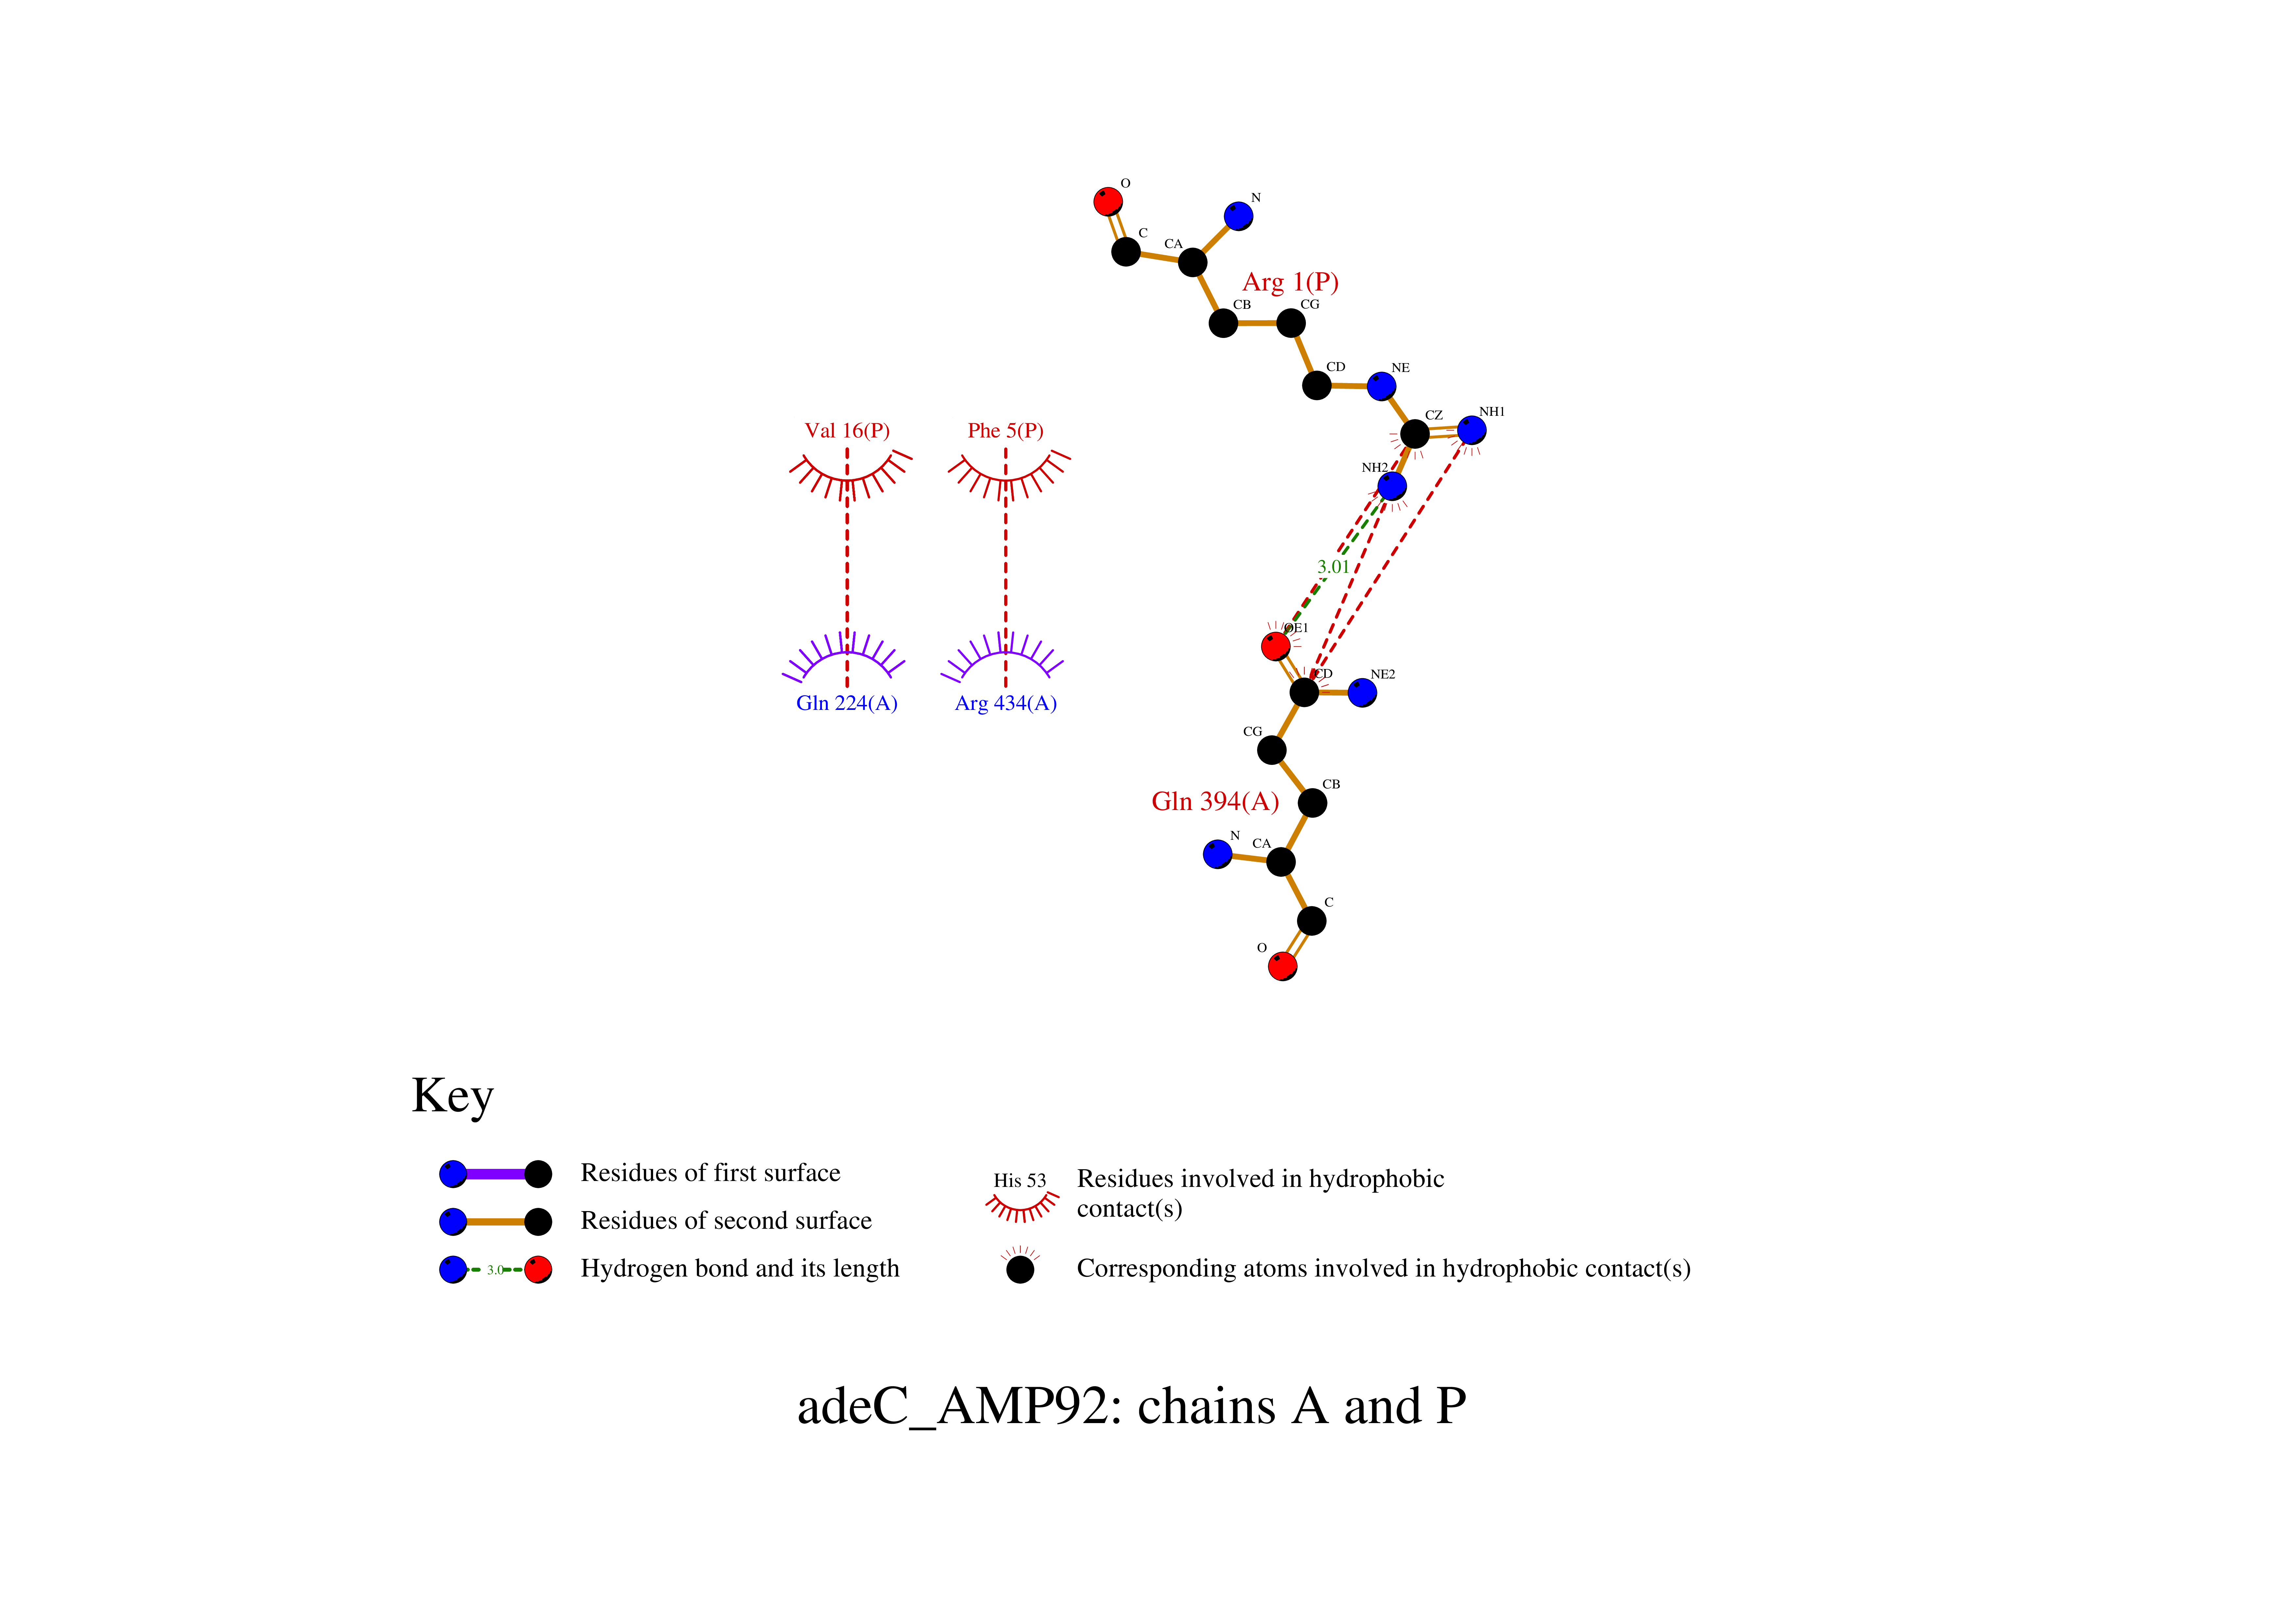 O
N
C
CA
Arg 1(P)
CB
CG
CD
NE
CZ
NH1
Val 16(P)
Phe 5(P)
NH2
3.01
OE1
CD
NE2
Gln 224(A)
Arg 434(A)
CG
CB
Gln 394(A)
N
CA
C
O
Key
Residues of first surface
Residues of second surface
3.0
Hydrogen bond and its length
His 53
Residues involved in hydrophobic
contact(s)
Corresponding atoms involved in hydrophobic contact(s)
adeC_AMP92: chains A and P